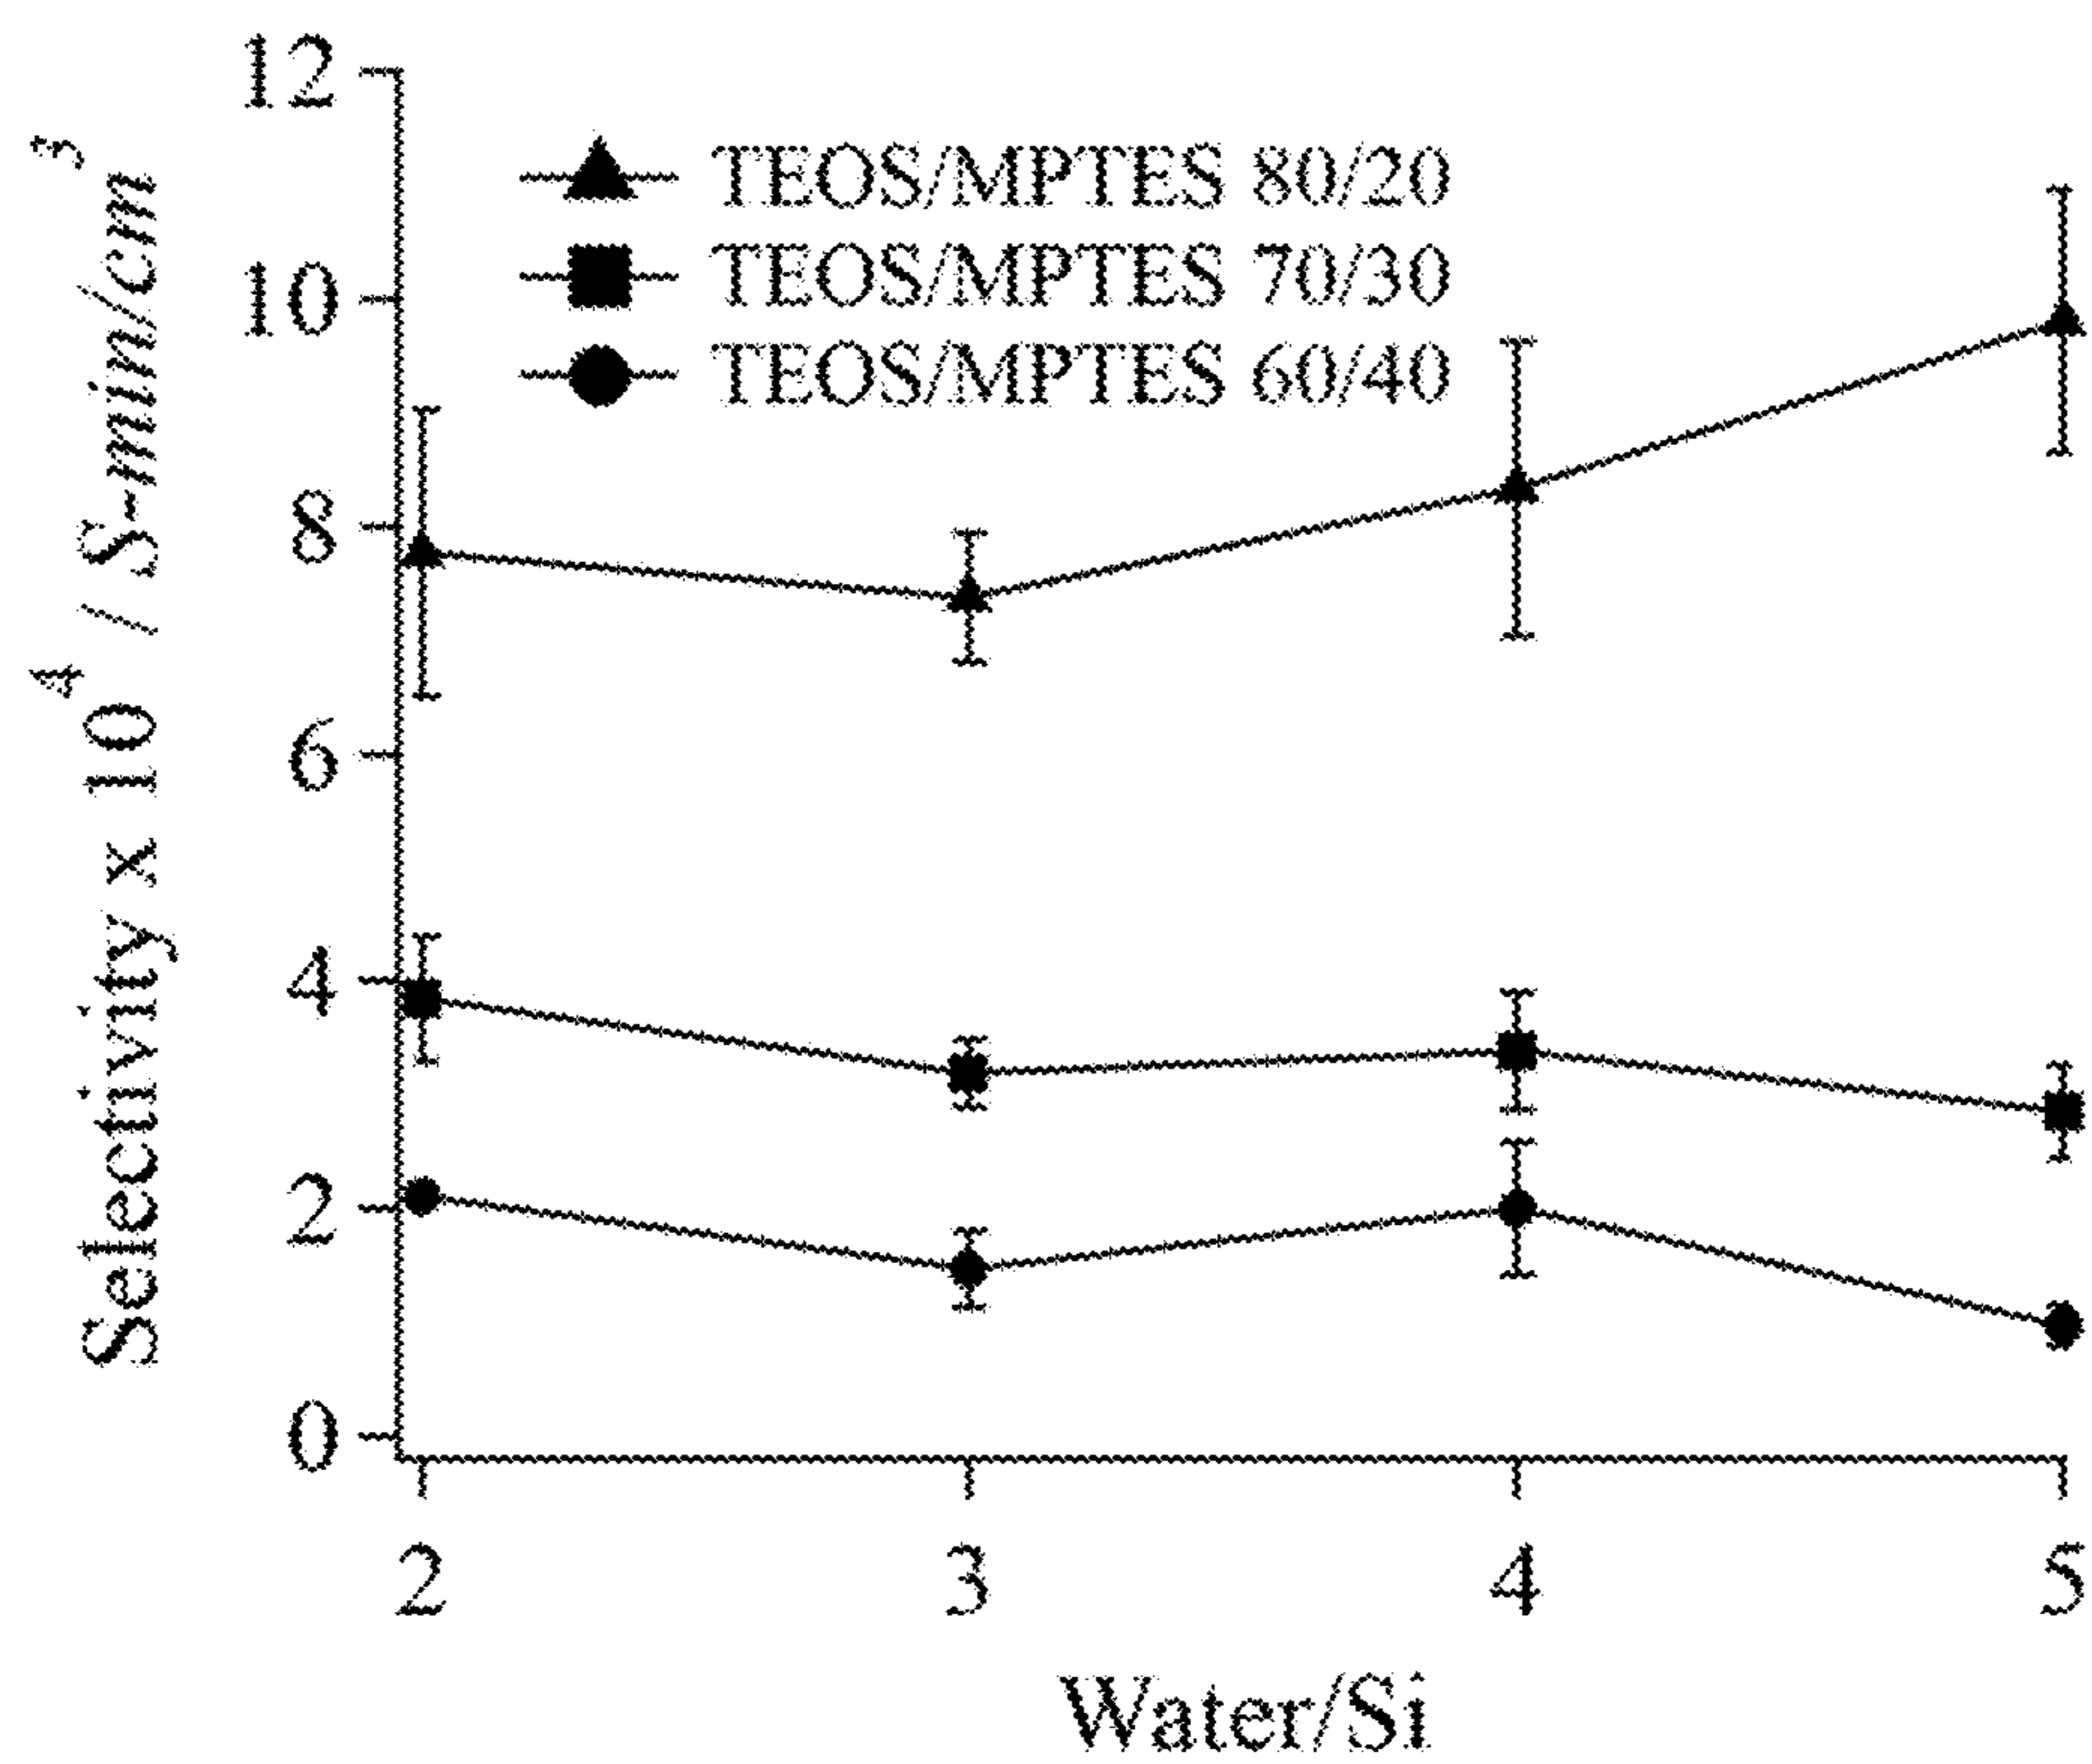 Selectivity x 10⁴ / S-min/cm³
12
10
8
6
4
2
0
TEOS/MPTES 80/20
TEOS/MPTES 70/30
TEOS/MPTES 60/40
2 3 4 5
Water/Si